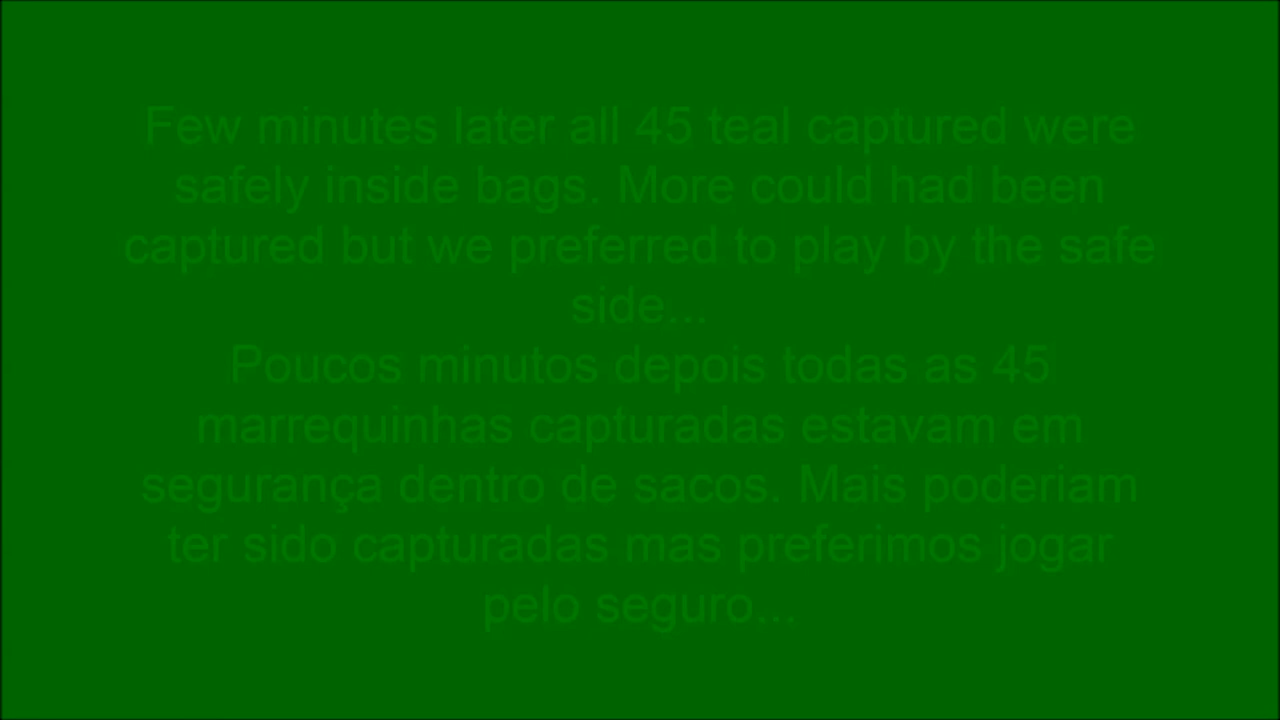 Few minutes later all 45 teal captured were
safely inside bags. More could had been
captured but we preferred to play by the safe
side...
Poucos minutos depois todas as 45
marrequinhas capturadas estavam em
segurança dentro de sacos. Mais poderiam
ter sido capturadas mas preferimos jogar
pelo seguro...